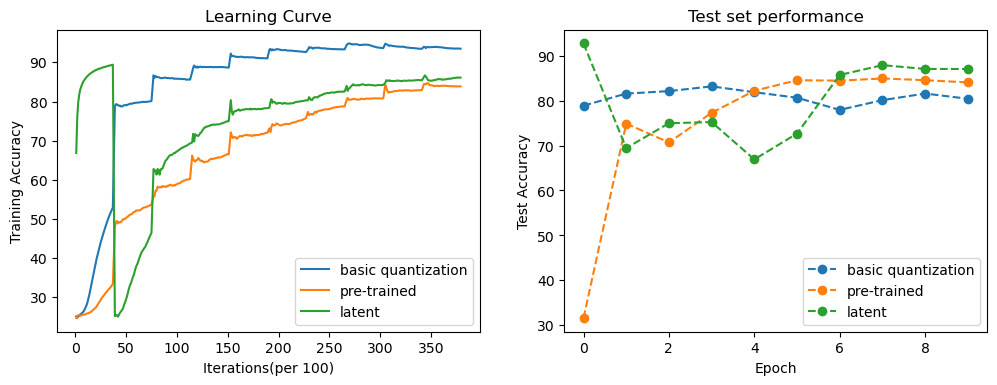 Learning Curve
Training Accuracy
90
80
70
60
50
40
30
0
50
100
150
200
250
300
350
Iterations(per 100)
basic quantization
pre-trained
latent
Test set performance
Test Accuracy
90
80
70
60
50
40
30
0
2
4
6
8
Epoch
basic quantization
pre-trained
latent